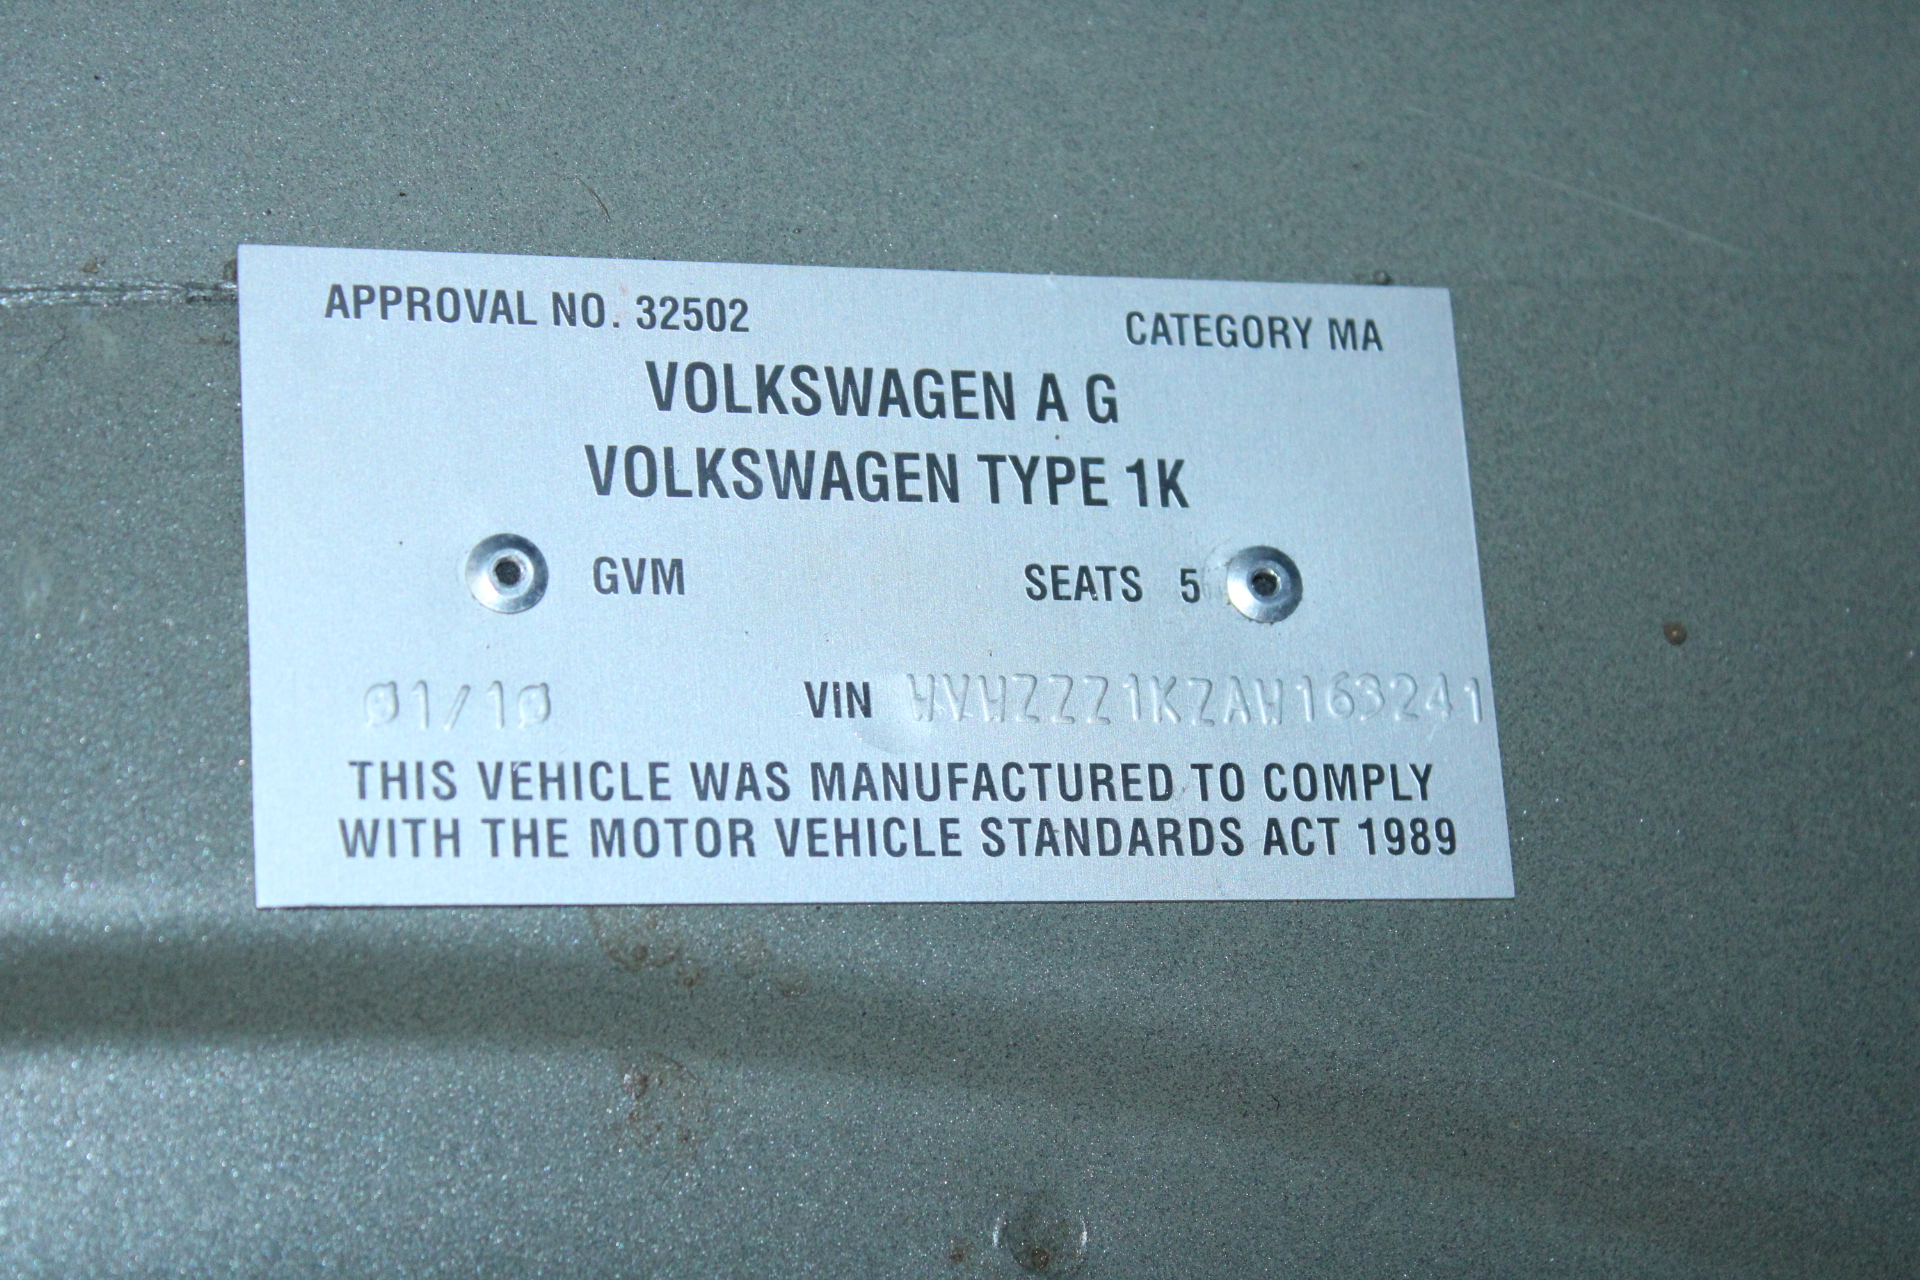 APPROVAL NO. 32502 CATEGORY MA
VOLKSWAGEN A G
VOLKSWAGEN TYPE 1K
GVM SEATS 5
01/10 VIN WVWZZZ1KZAW163241
THIS VEHICLE WAS MANUFACTURED TO COMPLY
WITH THE MOTOR VEHICLE STANDARDS ACT 1989